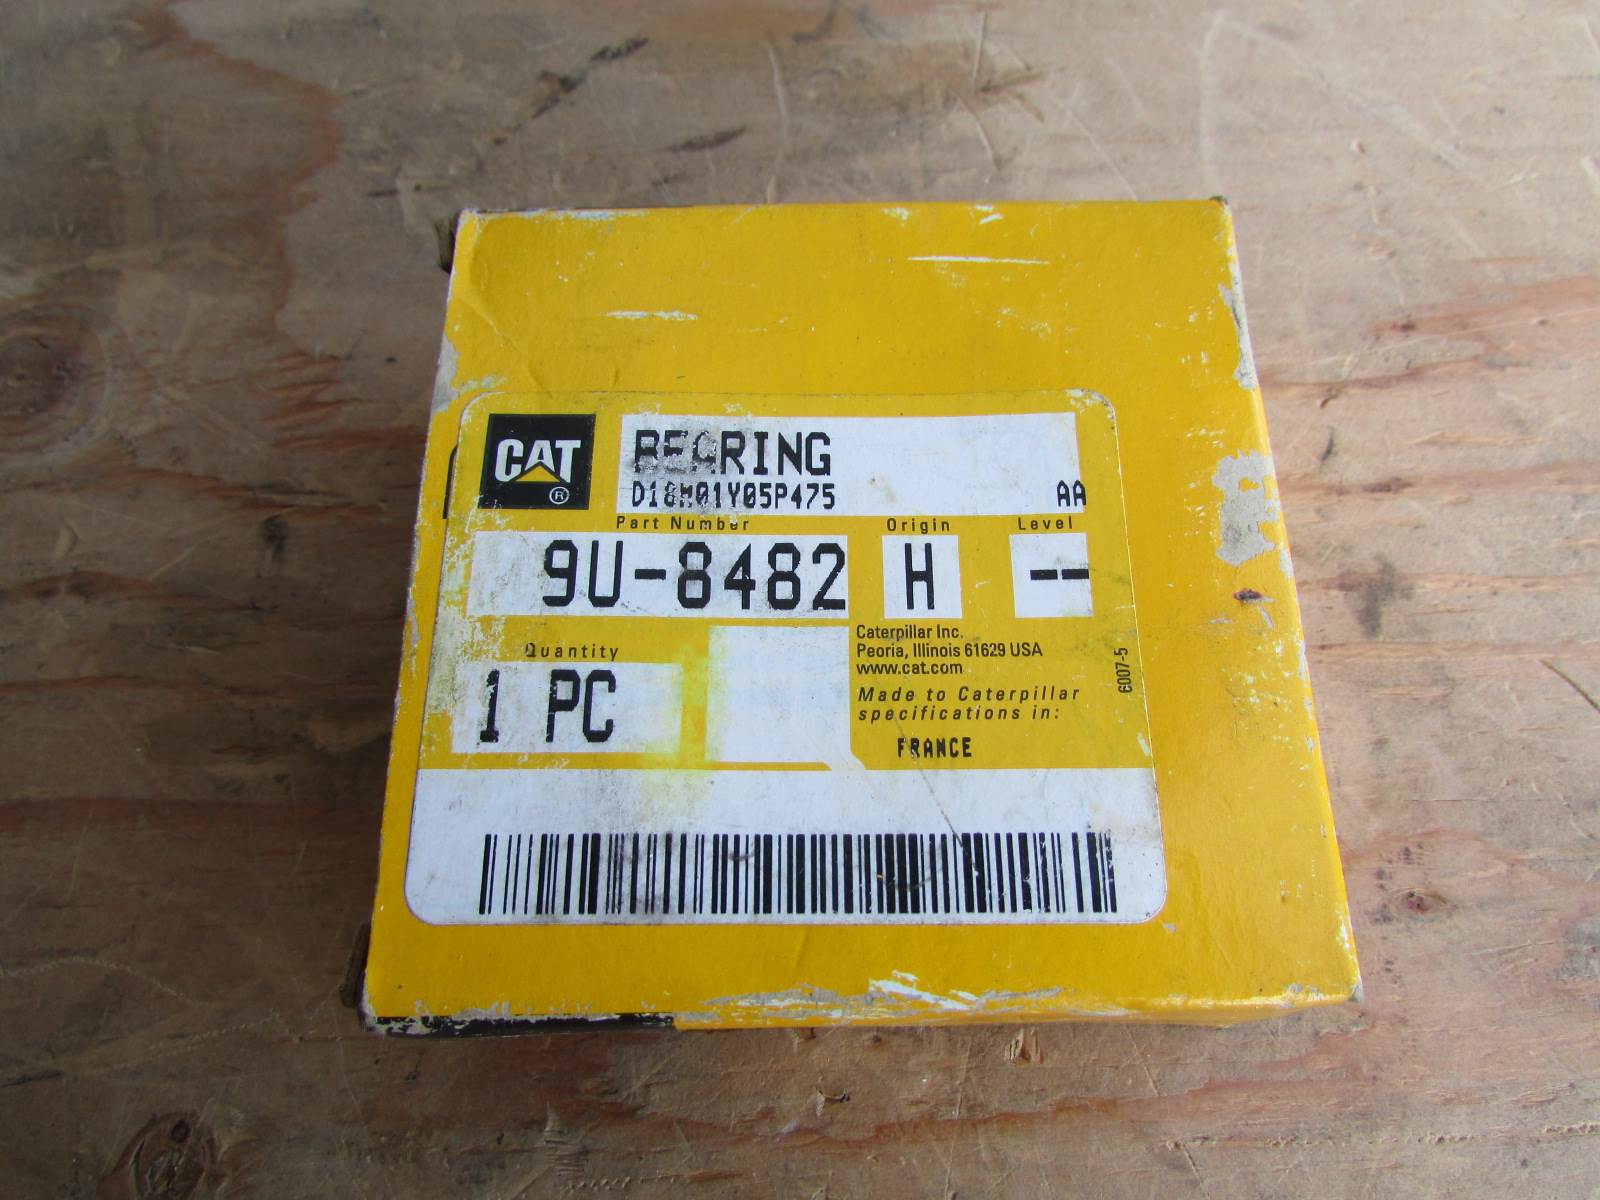 CAT
®
BEARING
D18M01Y05P475 AA
Part Number Origin Level
9U-8482 H --
Quantity
1 PC
Caterpillar Inc.
Peoria, Illinois 61629 USA
www.cat.com
Made to Caterpillar
specifications in:
FRANCE
6007-5